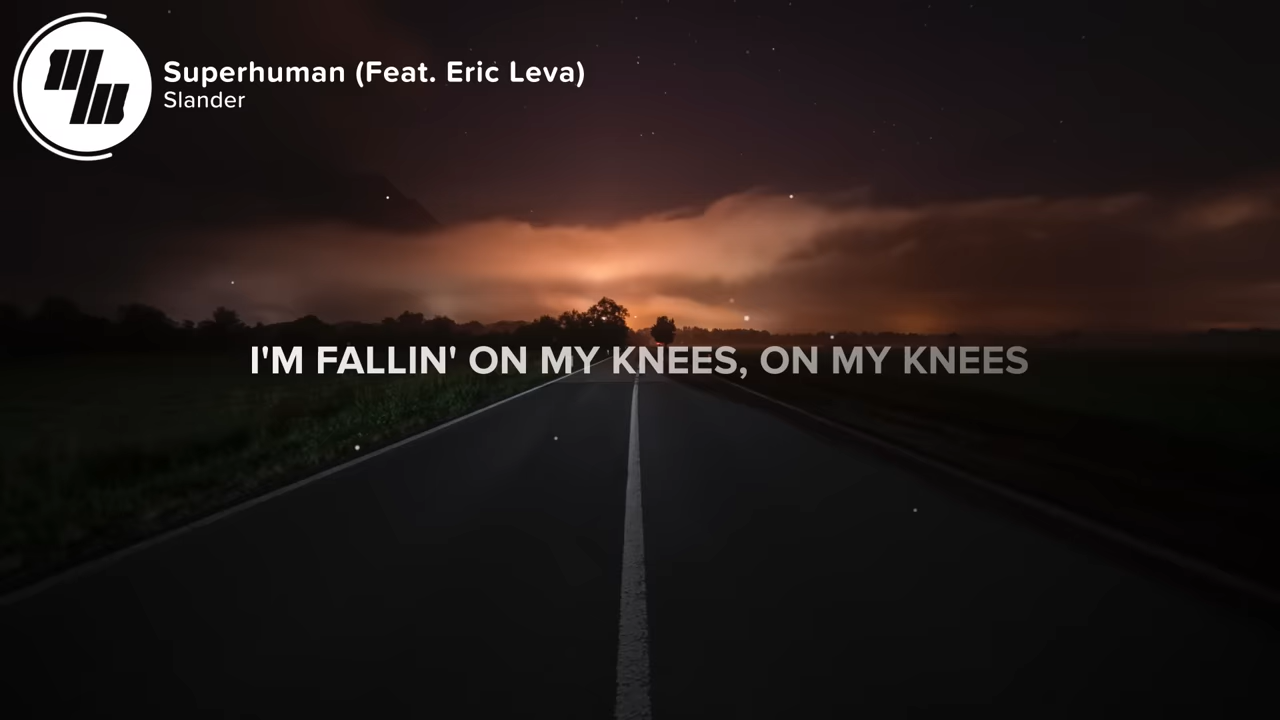 Superhuman (Feat. Eric Leva)
Slander
I'M FALLIN' ON MY KNEES, ON MY KNEES